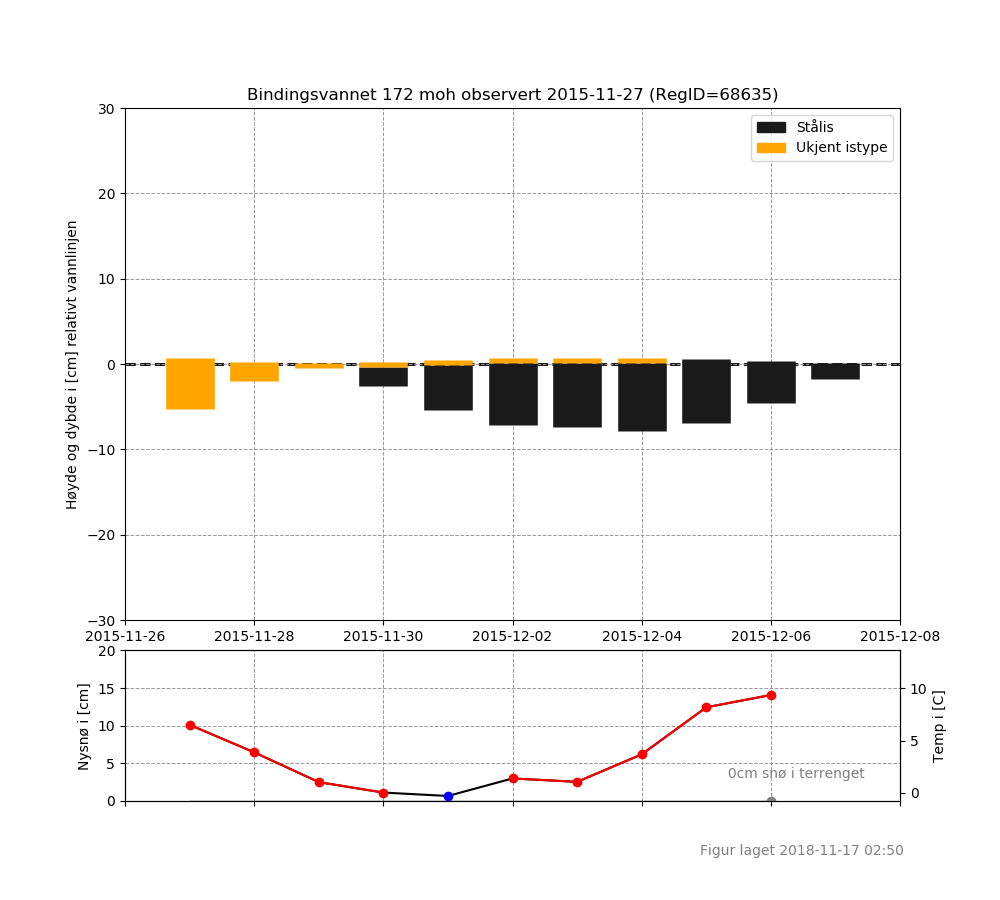 Bindingsvannet 172 moh observert 2015-11-27 (RegID=68635)
Høyde og dybde i [cm] relativt vannlinjen
30
20
10
0
−10
−20
−30
Stålis
Ukjent istype
2015-11-26 2015-11-28 2015-11-30 2015-12-02 2015-12-04 2015-12-06 2015-12-08
Nysnø i [cm]
20
15
10
5
0
10
5
0
Temp i [C]
0cm snø i terrenget
Figur laget 2018-11-17 02:50